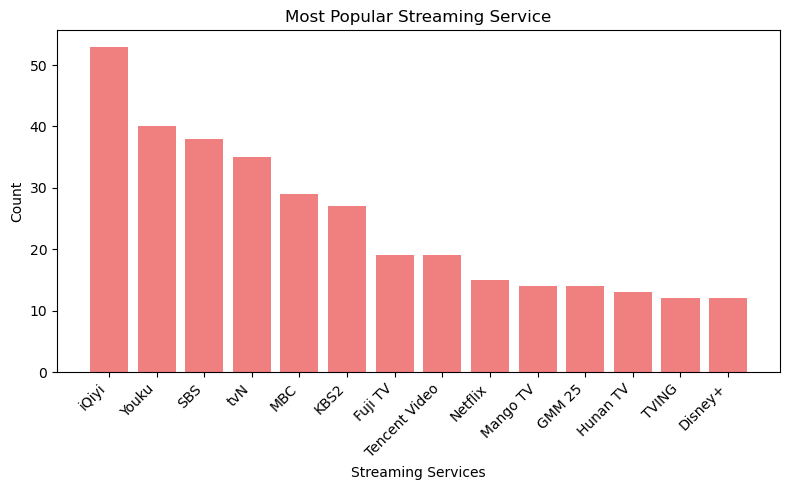 Most Popular Streaming Service
Count
50
40
30
20
10
0
iQiyi
Youku
SBS
tvN
MBC
KBS2
Fuji TV
Tencent Video
Netflix
Mango TV
GMM 25
Hunan TV
TVING
Disney+
Streaming Services